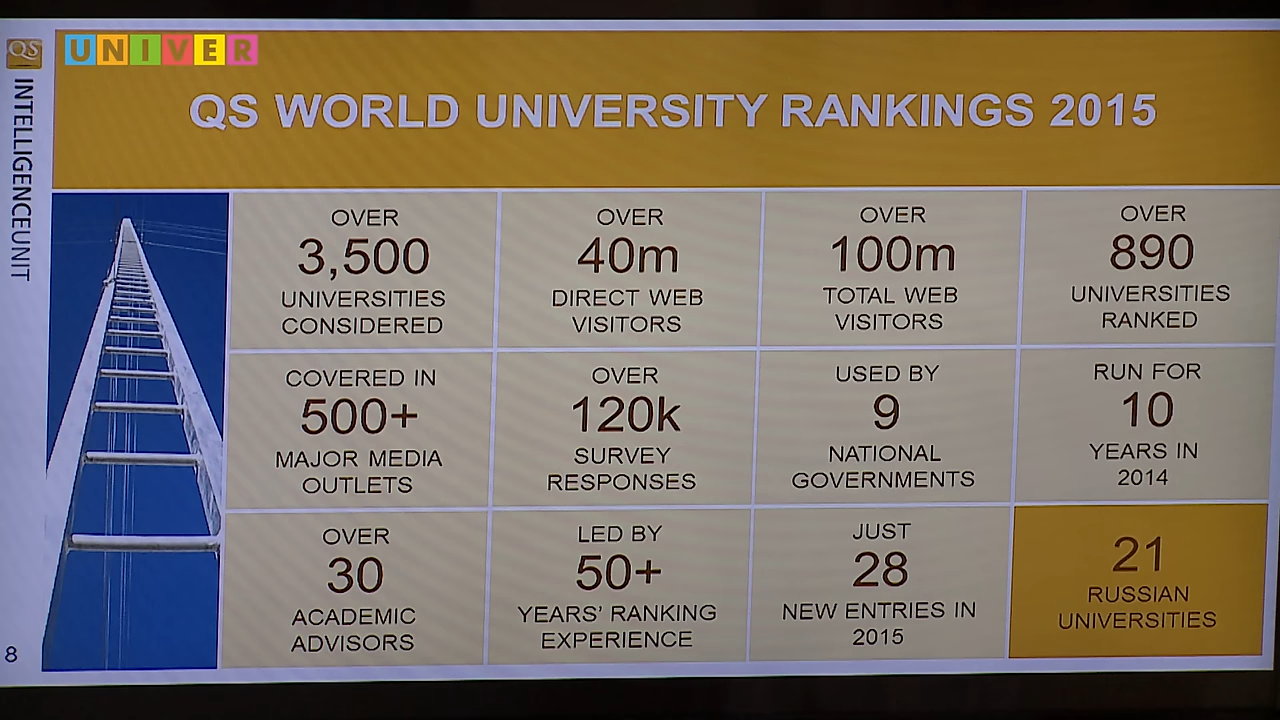 QS
UNIVER
INTELLIGENCEUNIT
QS WORLD UNIVERSITY RANKINGS 2015
OVER
3,500
UNIVERSITIES
CONSIDERED
OVER
40m
DIRECT WEB
VISITORS
OVER
100m
TOTAL WEB
VISITORS
OVER
890
UNIVERSITIES
RANKED
COVERED IN
500+
MAJOR MEDIA
OUTLETS
OVER
120k
SURVEY
RESPONSES
USED BY
9
NATIONAL
GOVERNMENTS
RUN FOR
10
YEARS IN
2014
OVER
30
ACADEMIC
ADVISORS
LED BY
50+
YEARS' RANKING
EXPERIENCE
JUST
28
NEW ENTRIES IN
2015
21
RUSSIAN
UNIVERSITIES
8